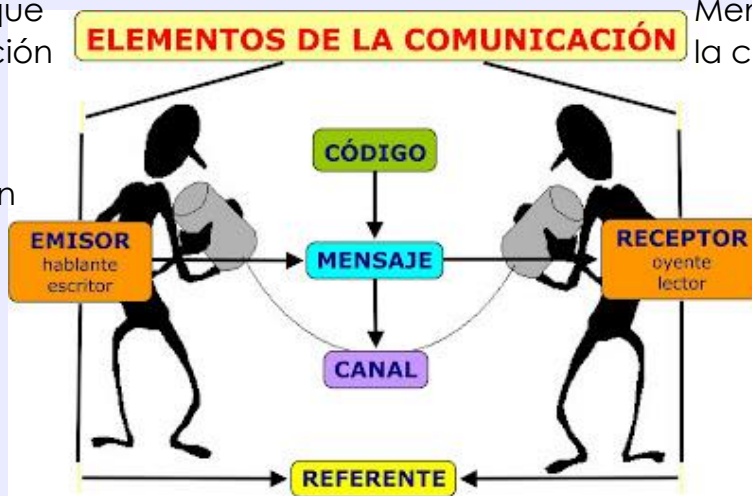 ELEMENTOS DE LA COMUNICACIÓN
CÓDIGO
EMISOR
hablante
escritor
MENSAJE
RECEPTOR
oyente
lector
CANAL
REFERENTE